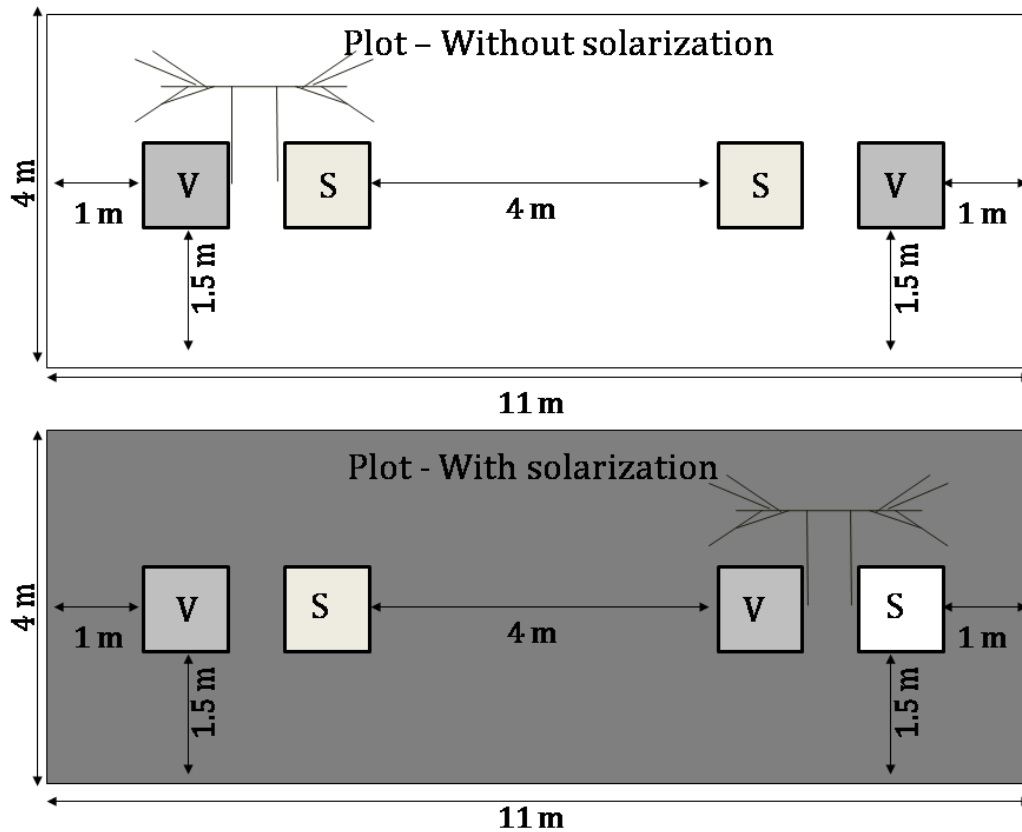 Plot – Without solarization
4 m
V
S
S
V
1 m
4 m
1 m
1.5 m
1.5 m
11 m
Plot - With solarization
4 m
V
S
V
S
1 m
4 m
1 m
1.5 m
1.5 m
11 m